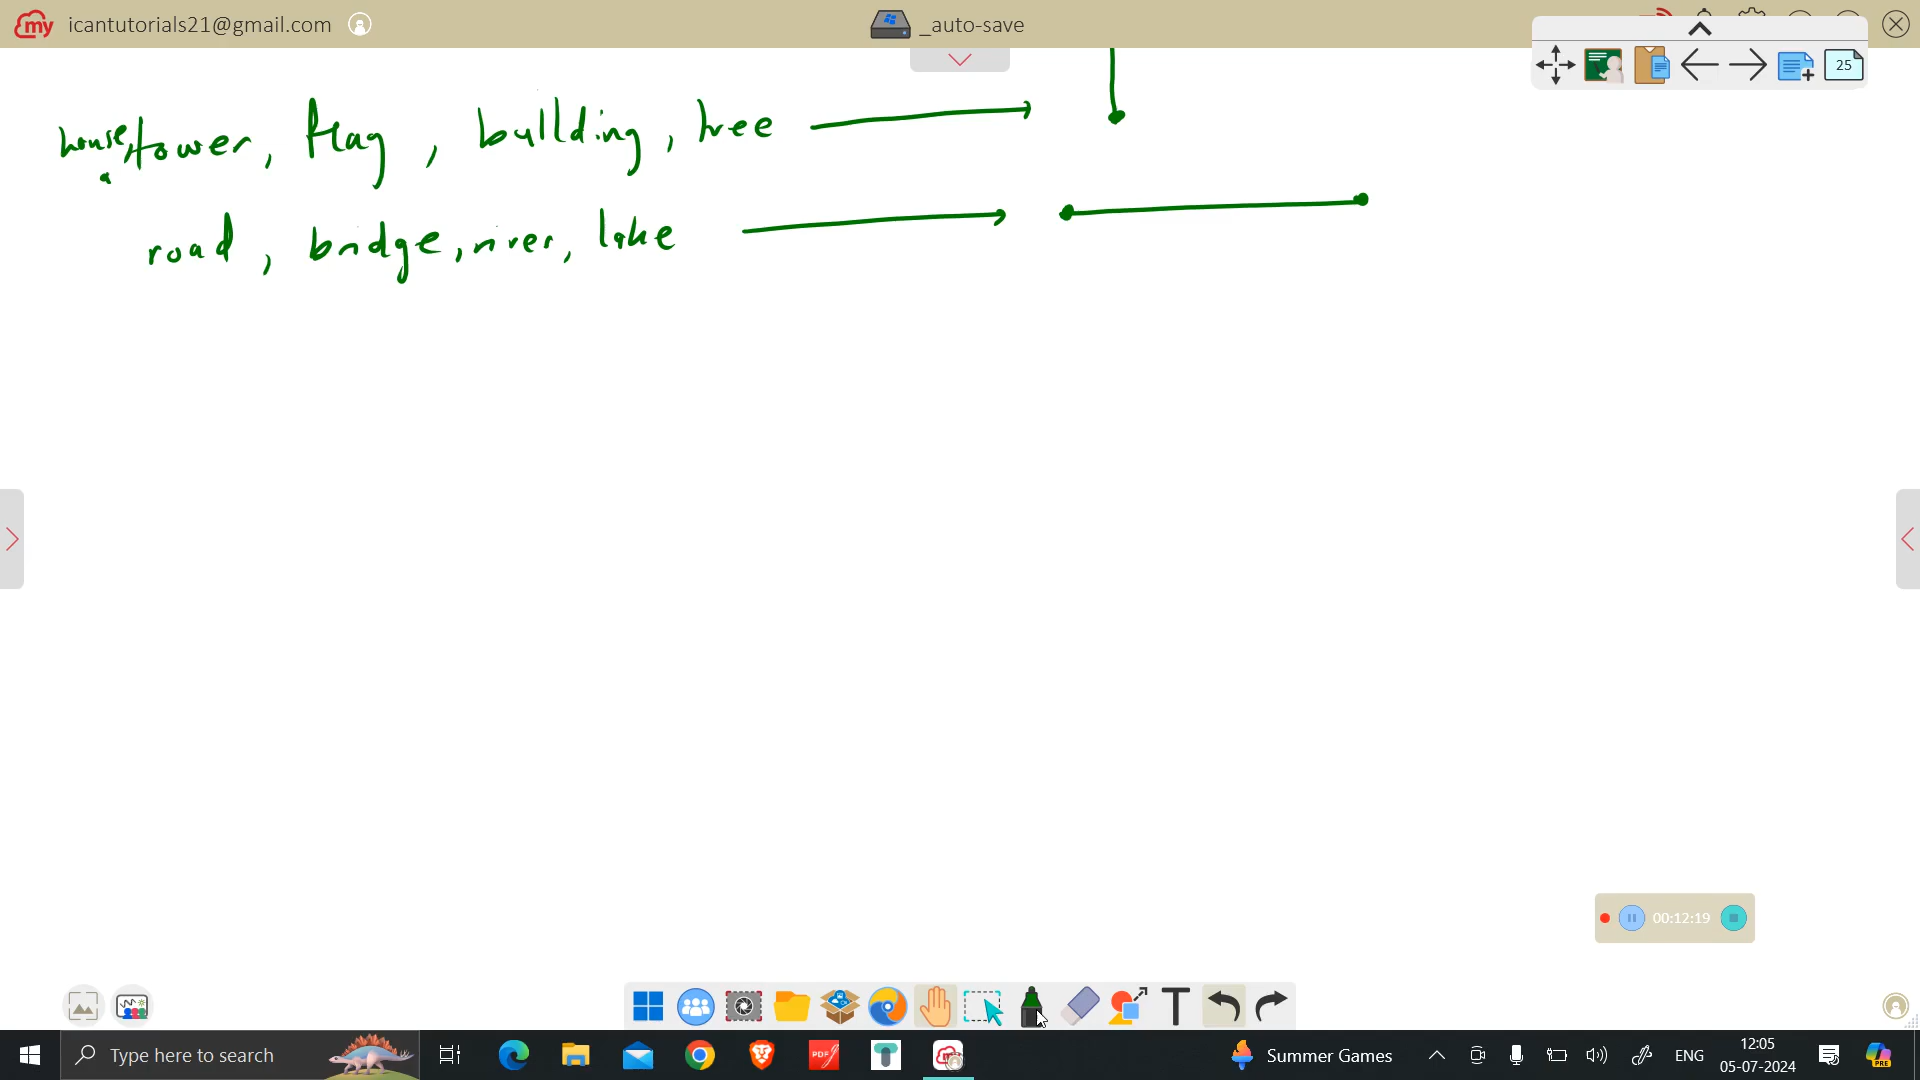 icantutorials21@gmail.com
_auto-save
25
house, tower, flag, building, tree
road, bridge, river, lake
00:12:19
Type here to search
Summer Games
ENG
12:05
05-07-2024